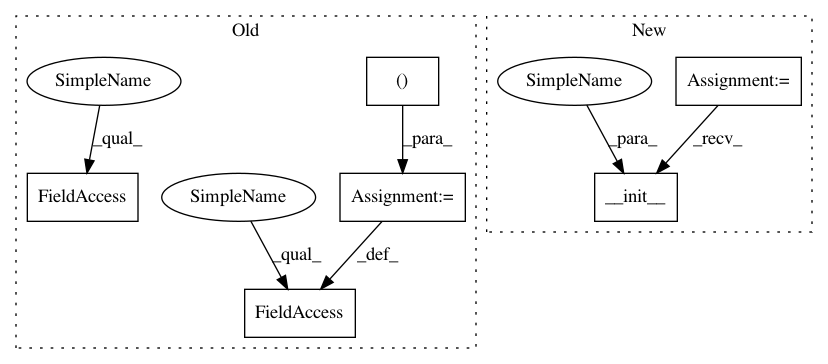 Old
New
SimpleName
()
SimpleName
Assignment:=
_qual_
_para_
_para_
_recv_
FieldAccess
SimpleName
Assignment:=
__init__
_qual_
_def_
FieldAccess